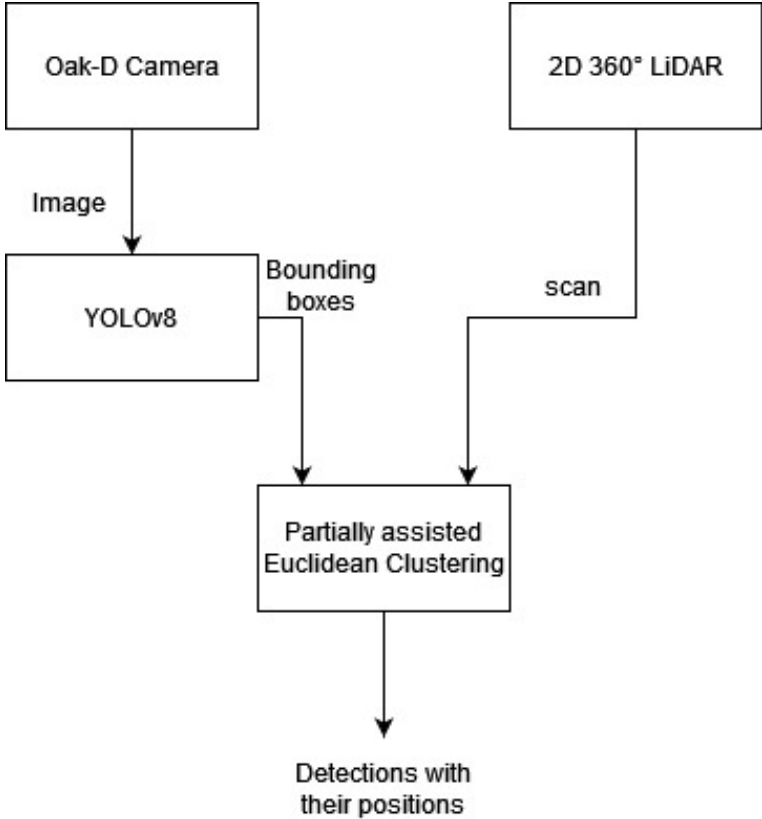 Oak-D Camera
2D 360° LiDAR
Image
YOLOv8
Bounding
boxes
scan
Partially assisted
Euclidean Clustering
Detections with
their positions